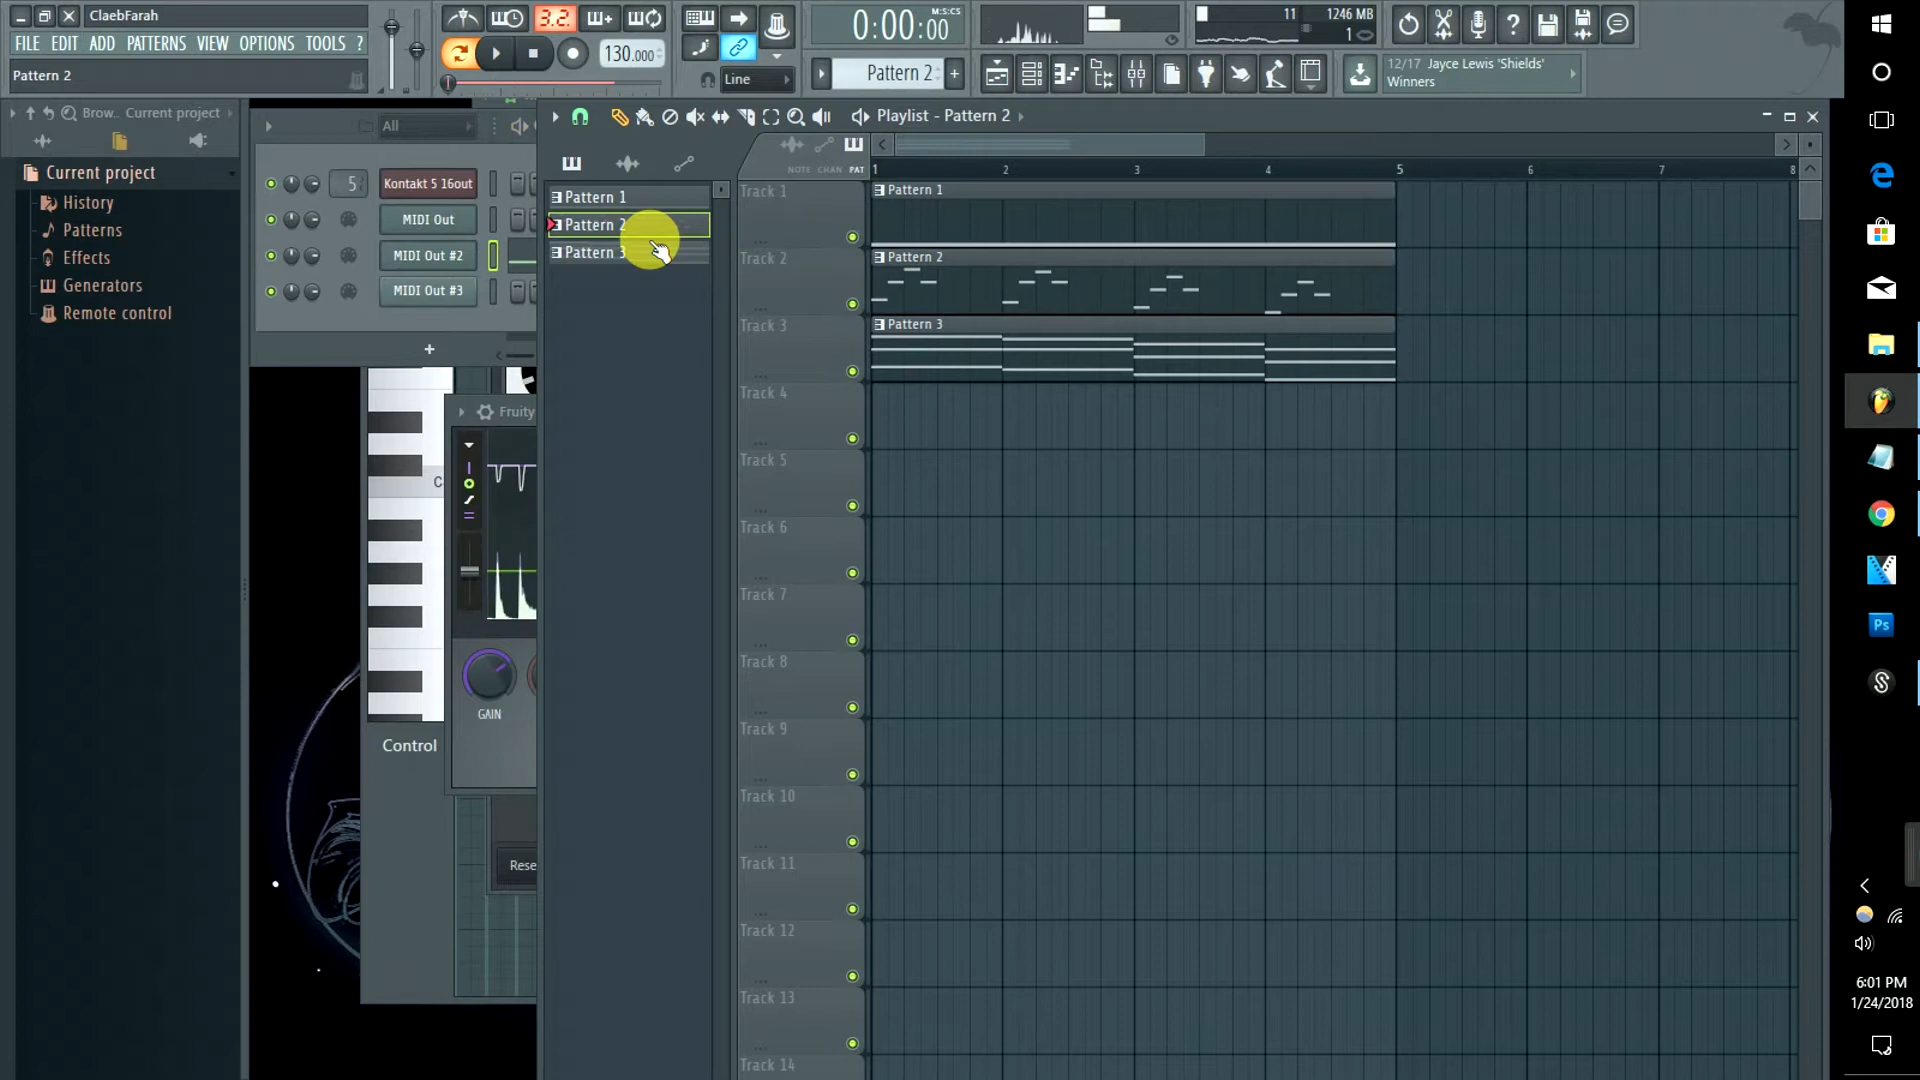 ClaebFarah
FILE EDIT ADD PATTERNS VIEW OPTIONS TOOLS ?
Pattern 2
3.2.
130.000
Line
0:00:00
M:S:CS
Pattern 2
11
1246 MB
1
12/17 Jayce Lewis 'Shields'
Winners
Brow.. Current project
Current project
History
Patterns
Effects
Generators
Remote control
All
5
Kontakt 5 16out
MIDI Out
MIDI Out #2
MIDI Out #3
+
Fruity
C
GAIN
Control
Rese
Playlist - Pattern 2
NOTE CHAN PAT
Pattern 1
Pattern 2
Pattern 3
1 2 3 4 5 6 7 8
Track 1
Pattern 1
Track 2
Pattern 2
Track 3
Pattern 3
Track 4
Track 5
Track 6
Track 7
Track 8
Track 9
Track 10
Track 11
Track 12
Track 13
Track 14
Ps
6:01 PM
1/24/2018